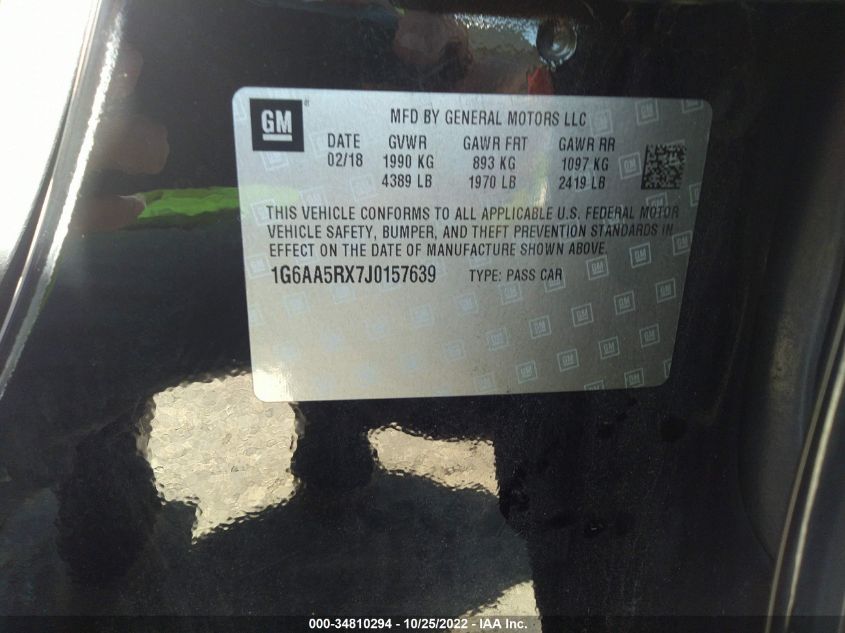 GM
MFD BY GENERAL MOTORS LLC
DATE GVWR GAWR FRT GAWR RR
02/18 1990 KG 893 KG 1097 KG
4389 LB 1970 LB 2419 LB
THIS VEHICLE CONFORMS TO ALL APPLICABLE U.S. FEDERAL MOTOR
VEHICLE SAFETY, BUMPER, AND THEFT PREVENTION STANDARDS IN
EFFECT ON THE DATE OF MANUFACTURE SHOWN ABOVE.
1G6AA5RX7J0157639 TYPE: PASS CAR
000-34810294 - 10/25/2022 - IAA Inc.